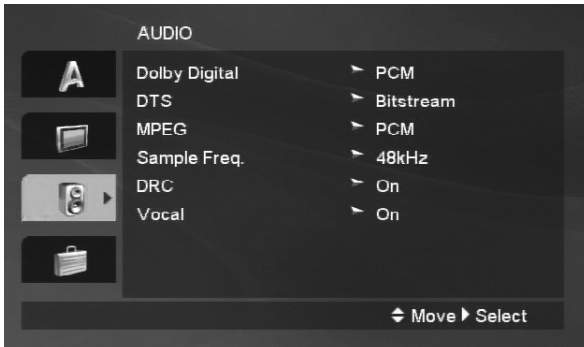 AUDIO
Dolby Digital PCM
DTS Bitstream
MPEG PCM
Sample Freq. 48kHz
DRC On
Vocal On
Move Select